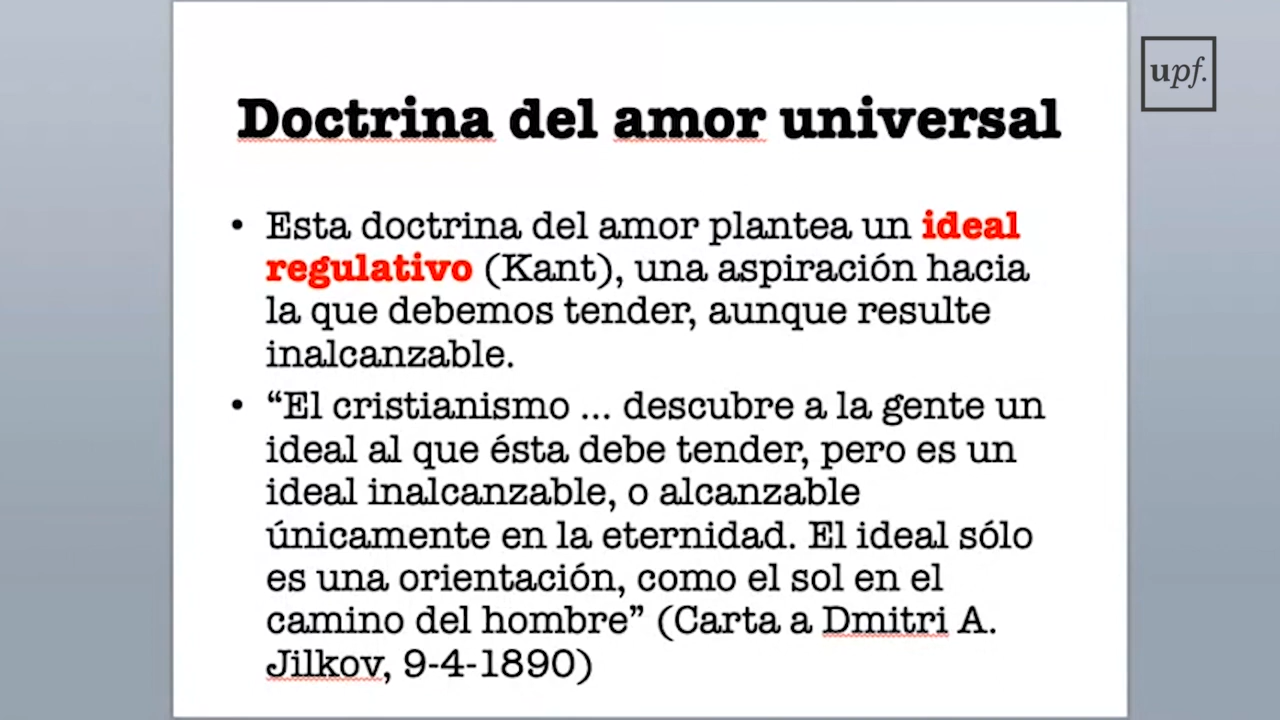 upf.
Doctrina del amor universal
• Esta doctrina del amor plantea un ideal
regulativo (Kant), una aspiración hacia
la que debemos tender, aunque resulte
inalcanzable.
• “El cristianismo ... descubre a la gente un
ideal al que ésta debe tender, pero es un
ideal inalcanzable, o alcanzable
únicamente en la eternidad. El ideal sólo
es una orientación, como el sol en el
camino del hombre” (Carta a Dmitri A.
Jilkov, 9-4-1890)